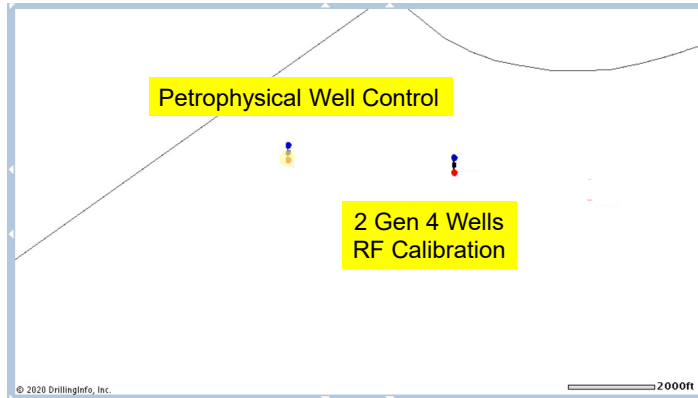 Petrophysical Well Control
2 Gen 4 Wells
RF Calibration
© 2020 DrillingInfo, Inc.
2000ft